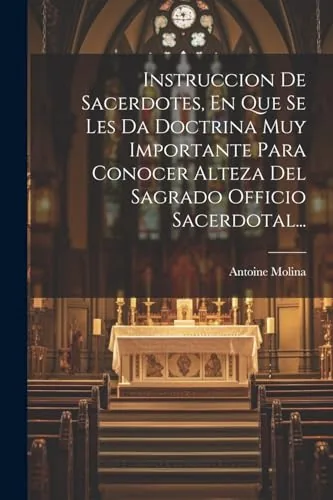 Instruccion De
Sacerdotes, En Que Se
Les Da Doctrina Muy
Importante Para
Conocer Alteza Del
Sagrado Officio
Sacerdotal...
Antoine Molina